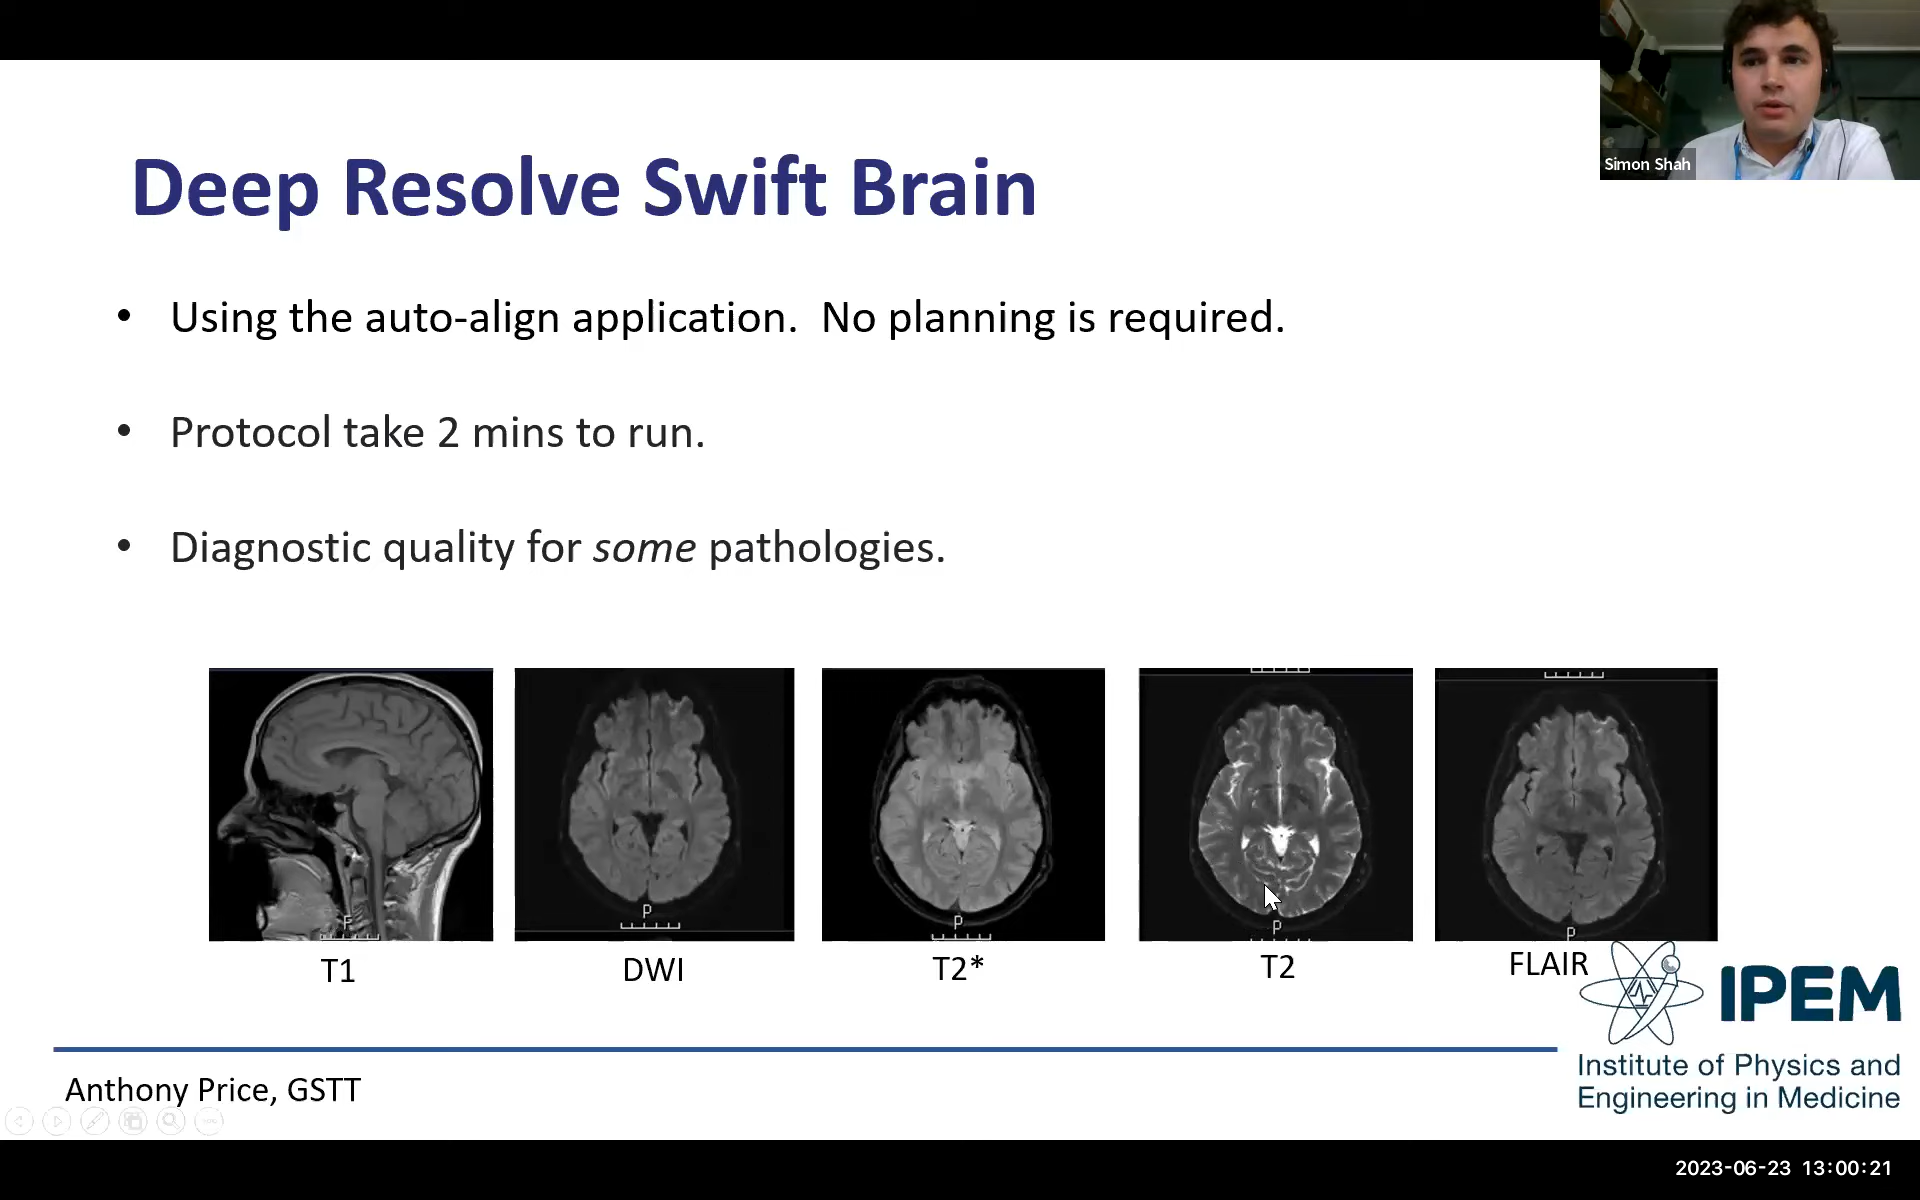 Simon Shah
Deep Resolve Swift Brain
• Using the auto-align application.  No planning is required.
• Protocol take 2 mins to run.
• Diagnostic quality for some pathologies.
F
P
P
P
P
T1
DWI
T2*
T2
FLAIR
IPEM
Institute of Physics and
Engineering in Medicine
Anthony Price, GSTT
2023-06-23 13:00:21